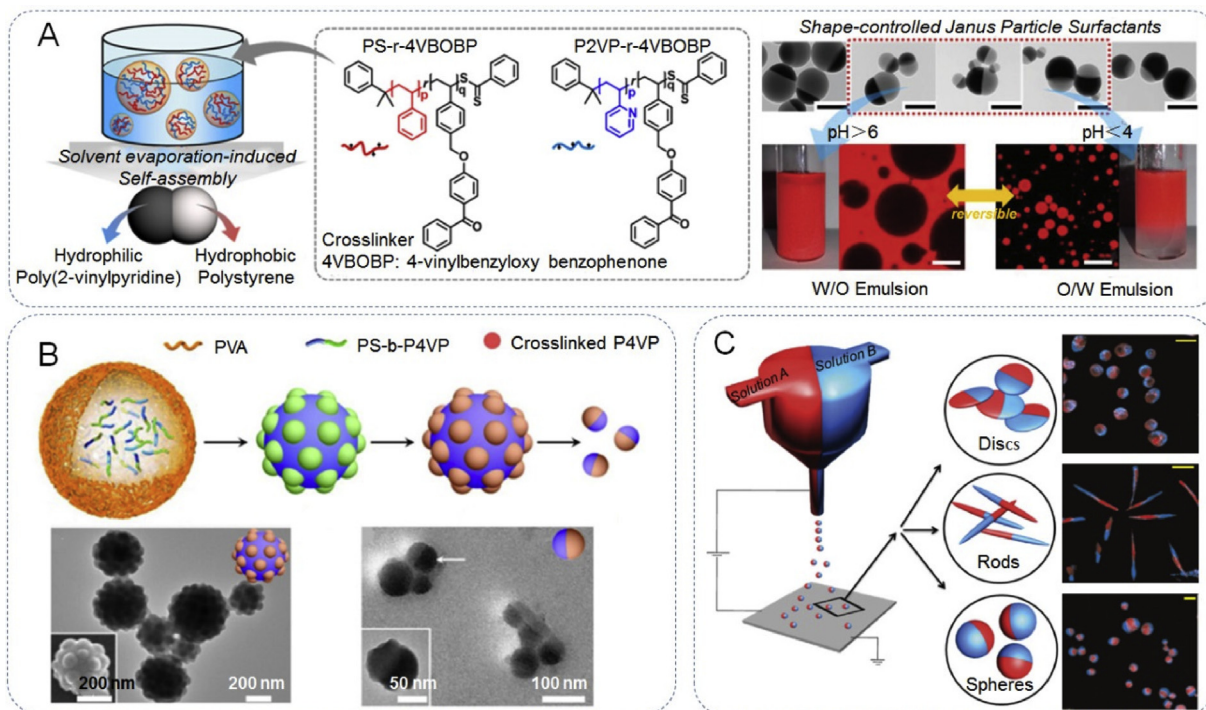 A
Solvent evaporation-induced
Self-assembly
Hydrophilic
Poly(2-vinylpyridine)
Hydrophobic
Polystyrene
PS-r-4VBOBP
P2VP-r-4VBOBP
r
p
q
S
S
O
O
r
p
q
S
S
N
O
O
Crosslinker
4VBOBP: 4-vinylbenzyloxy benzophenone
Shape-controlled Janus Particle Surfactants
pH>6
pH<4
reversible
W/O Emulsion
O/W Emulsion
B
PVA
PS-b-P4VP
Crosslinked P4VP
200 nm
200 nm
50 nm
100 nm
C
Solution A
Solution B
Discs
Rods
Spheres